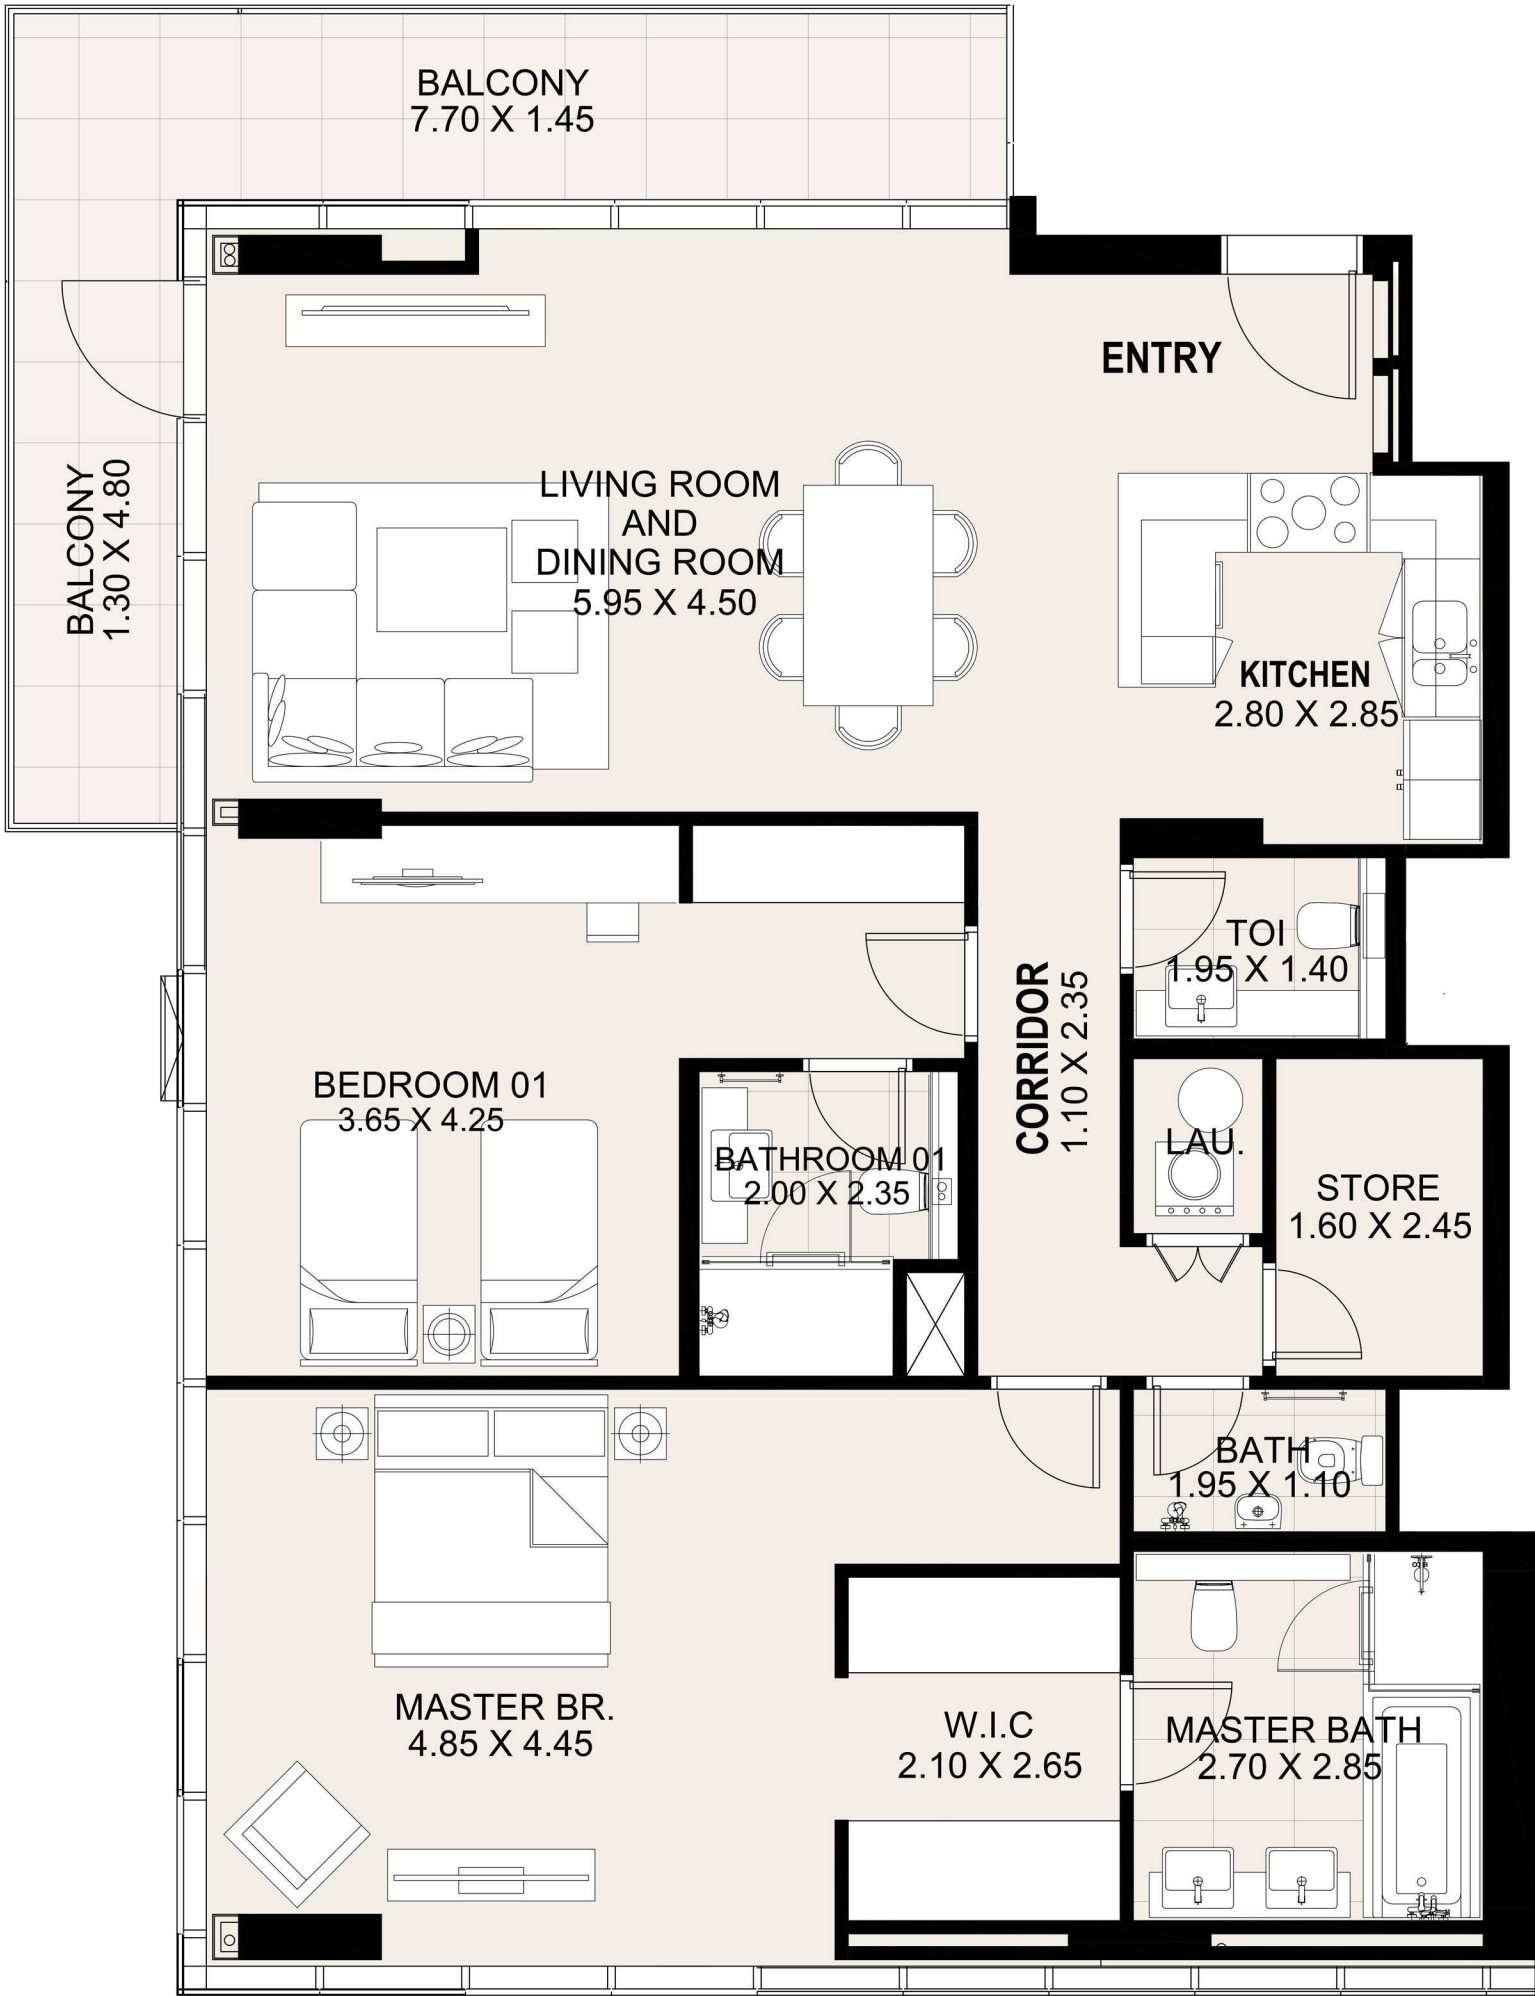 BALCONY
7.70 X 1.45
ENTRY
BALCONY
1.30 X 4.80
LIVING ROOM
AND
DINING ROOM
5.95 X 4.50
KITCHEN
2.80 X 2.85
TOI
1.95 X 1.40
CORRIDOR
1.10 X 2.35
BEDROOM 01
3.65 X 4.25
BATHROOM 01
2.00 X 2.35
LAU.
STORE
1.60 X 2.45
BATH
1.95 X 1.10
MASTER BR.
4.85 X 4.45
W.I.C
2.10 X 2.65
MASTER BATH
2.70 X 2.85